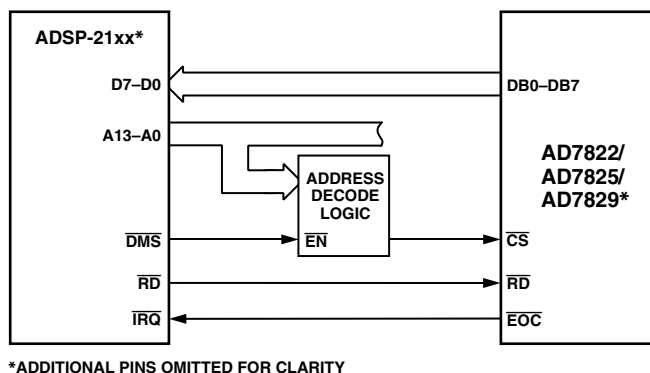 ADSP-21xx*
D7–D0
DB0–DB7
A13–A0
ADDRESS
DECODE
LOGIC
AD7822/
AD7825/
AD7829*
DMS
EN
CS
RD
RD
IRQ
EOC
*ADDITIONAL PINS OMITTED FOR CLARITY